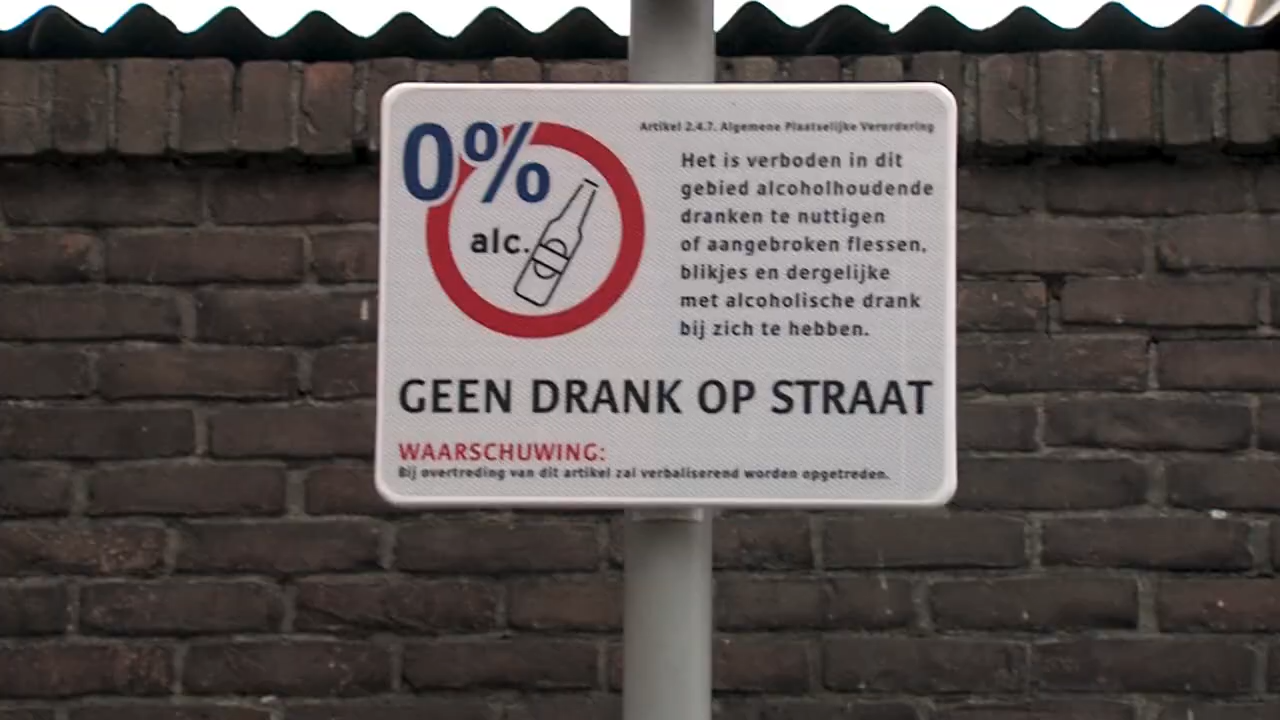 0%
alc.
Artikel 2.4.7. Algemene Plaatselijke Verordering
Het is verboden in dit
gebied alcoholhoudende
dranken te nuttigen
of aangebroken flessen,
blikjes en dergelijke
met alcoholische drank
bij zich te hebben.
GEEN DRANK OP STRAAT
WAARSCHUWING:
Bij overtreding van dit artikel zal verbaliserend worden opgetreden.